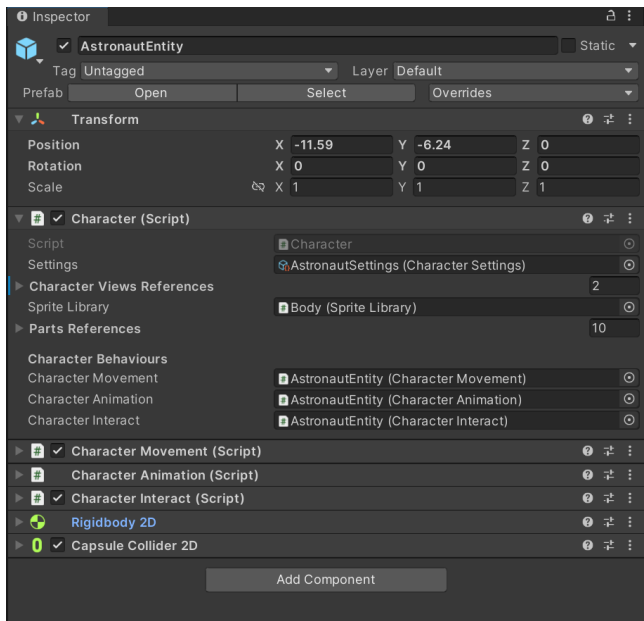 Inspector
AstronautEntity Static
Tag Untagged Layer Default
Prefab Open Select Overrides
Transform
Position X -11.59 Y -6.24 Z 0
Rotation X 0 Y 0 Z 0
Scale X 1 Y 1 Z 1
# Character (Script)
Script # Character
Settings AstronautSettings (Character Settings)
Character Views References 2
Sprite Library # Body (Sprite Library)
Parts References 10
Character Behaviours
Character Movement # AstronautEntity (Character Movement)
Character Animation # AstronautEntity (Character Animation)
Character Interact # AstronautEntity (Character Interact)
# Character Movement (Script)
# Character Animation (Script)
# Character Interact (Script)
Rigidbody 2D
Capsule Collider 2D
Add Component